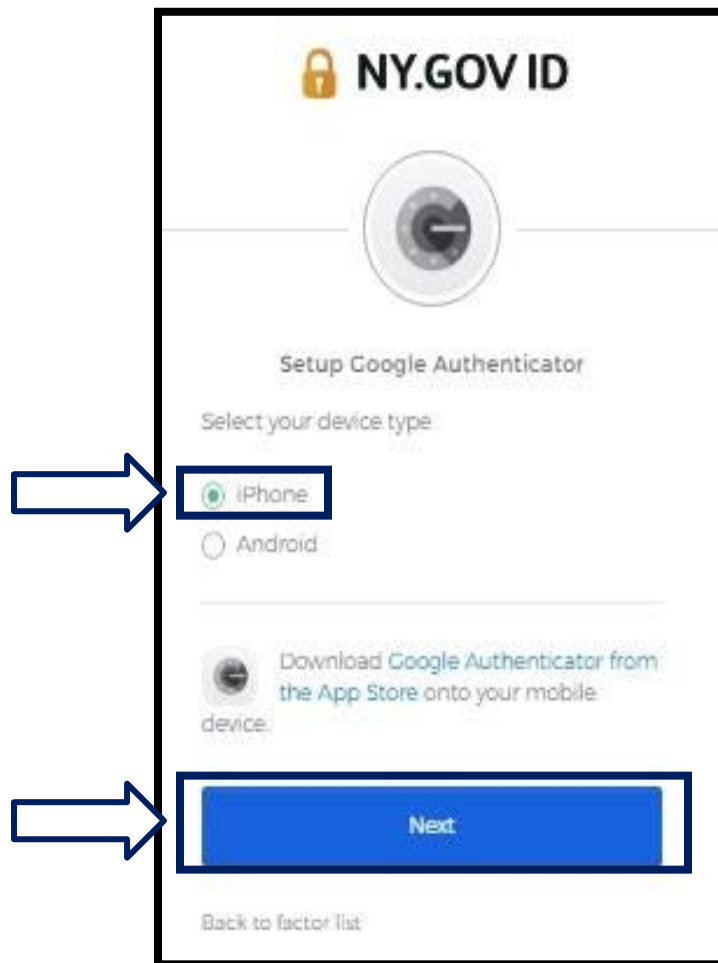 NY.GOV ID
Setup Google Authenticator
Select your device type
iPhone
Android
Download Google Authenticator from
the App Store onto your mobile
device.
Next
Back to factor list